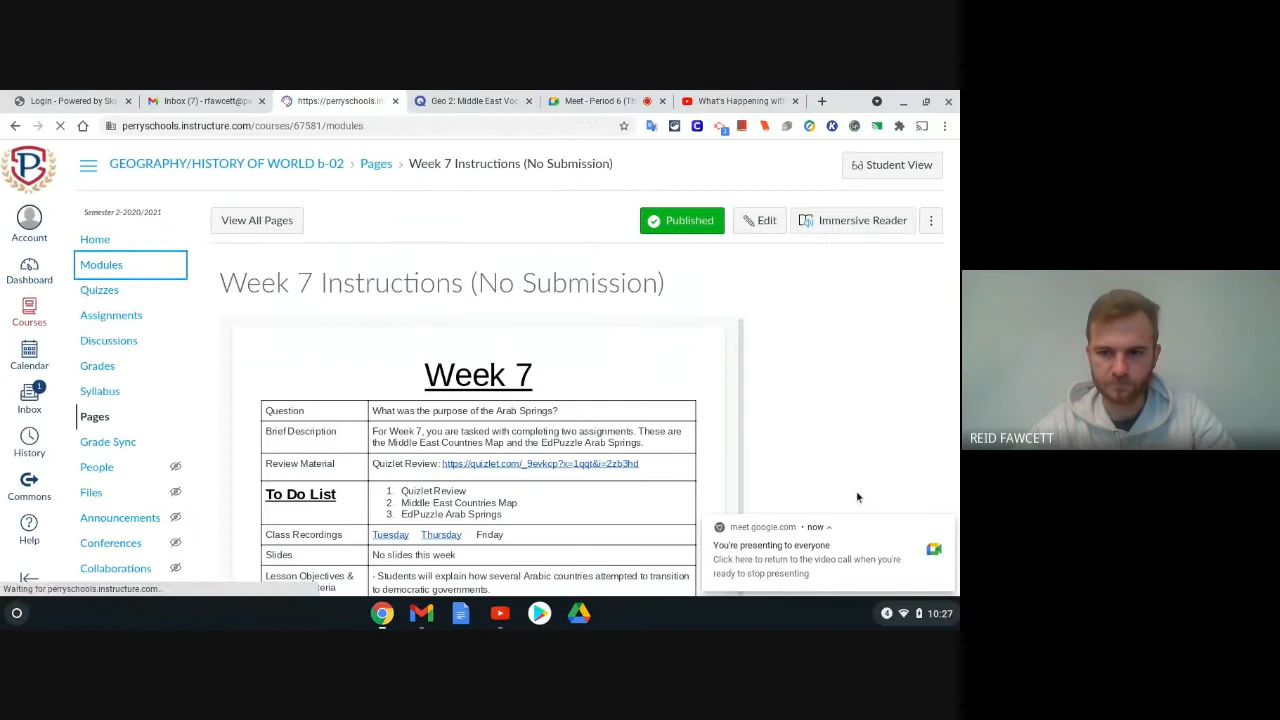 Login - Powered by Sky
Inbox (7) - rfawcett@p
https://perryschools.in
Geo 2: Middle East Voc
Meet - Period 6 (Th
What's Happening with
perryschools.instructure.com/courses/67581/modules
GEOGRAPHY/HISTORY OF WORLD b-02 > Pages > Week 7 Instructions (No Submission)
Student View
Semester 2-2020/2021
View All Pages
Published
Edit
Immersive Reader
Account
Dashboard
Courses
Calendar
1
Inbox
History
Commons
Help
Home
Modules
Quizzes
Assignments
Discussions
Grades
Syllabus
Pages
Grade Sync
People
Files
Announcements
Conferences
Collaborations
Week 7 Instructions (No Submission)
Week 7
Question What was the purpose of the Arab Springs?
Brief Description For Week 7, you are tasked with completing two assignments. These are
the Middle East Countries Map and the EdPuzzle Arab Springs.
Review Material Quizlet Review: https://quizlet.com/_9evkcp?x=1qqt&i=2zb3hd
To Do List
1. Quizlet Review
2. Middle East Countries Map
3. EdPuzzle Arab Springs
Class Recordings Tuesday Thursday Friday
Slides No slides this week
Lesson Objectives & - Students will explain how several Arabic countries attempted to transition
to democratic governments.
meet.google.com • now
You're presenting to everyone
Click here to return to the video call when you're
ready to stop presenting
Waiting for perryschools.instructure.com...
4
10:27
REID FAWCETT